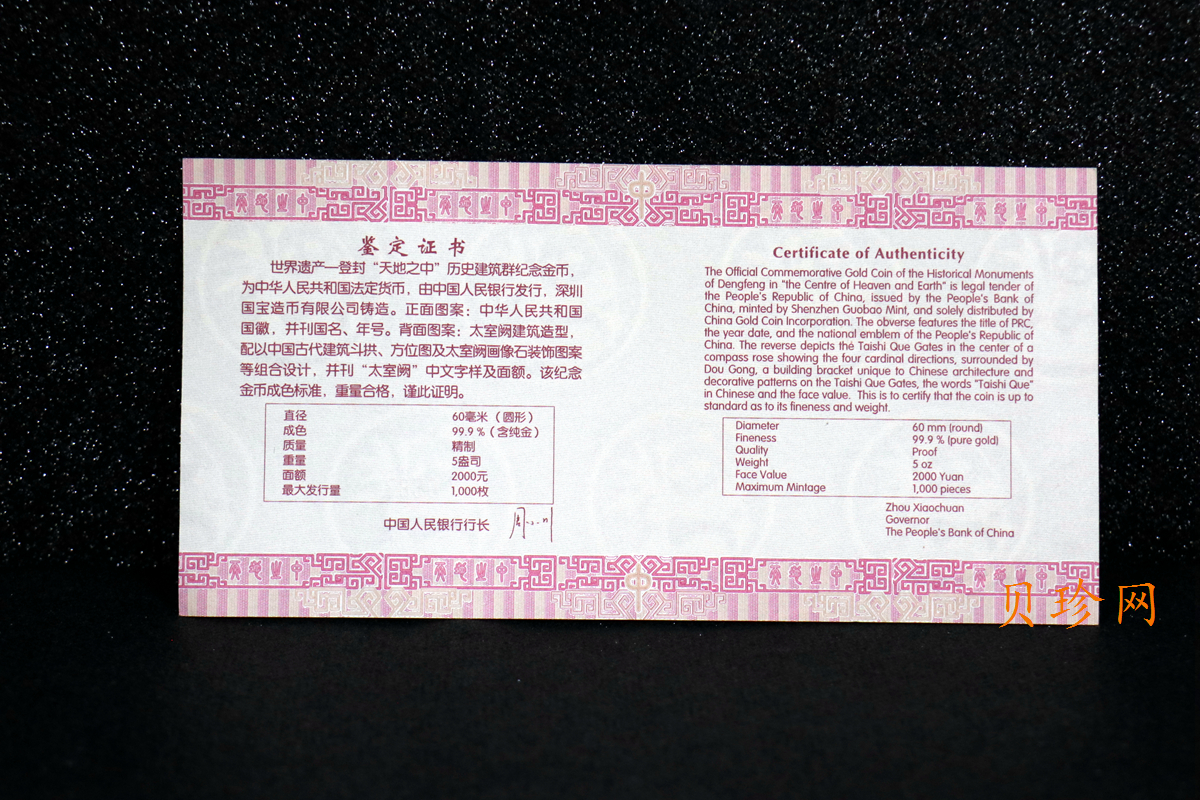 鉴定证书
世界遗产—登封“天地之中”历史建筑群纪念金币，
为中华人民共和国法定货币，由中国人民银行发行，深圳
国宝造币有限公司铸造。正面图案：中华人民共和国
国徽，并刊国名、年号。背面图案：太室阙建筑造型，
配以中国古代建筑斗拱、方位图及太室阙画像石装饰图案
等组合设计，并刊“太室阙”中文字样及面额。该纪念
金币成色标准，重量合格，谨此证明。
直径 60毫米（圆形）
成色 99.9％（含纯金）
质量 精制
重量 5盎司
面额 2000元
最大发行量 1,000枚
中国人民银行行长
Certificate of Authenticity
The Official Commemorative Gold Coin of the Historical Monuments
of Dengfeng in "the Centre of Heaven and Earth" is legal tender of
the People's Republic of China, issued by the People's Bank of
China, minted by Shenzhen Guobao Mint, and solely distributed by
China Gold Coin Incorporation. The obverse features the title of PRC,
the year date, and the national emblem of the People's Republic of
China. The reverse depicts the Taishi Que Gates in the center of a
compass rose showing the four cardinal directions, surrounded by
Dou Gong, a building bracket unique to Chinese architecture and
decorative patterns on the Taishi Que Gates, the words "Taishi Que"
in Chinese and the face value. This is to certify that the coin is up to
standard as to its fineness and weight.
Diameter 60 mm (round)
Fineness 99.9 % (pure gold)
Quality Proof
Weight 5 oz
Face Value 2000 Yuan
Maximum Mintage 1,000 pieces
Zhou Xiaochuan
Governor
The People's Bank of China
贝珍网